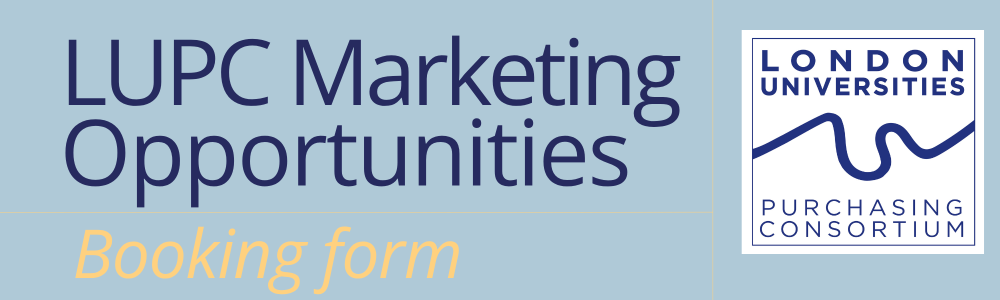 LUPC Marketing
Opportunities
Booking form
LONDON
UNIVERSITIES
PURCHASING
CONSORTIUM